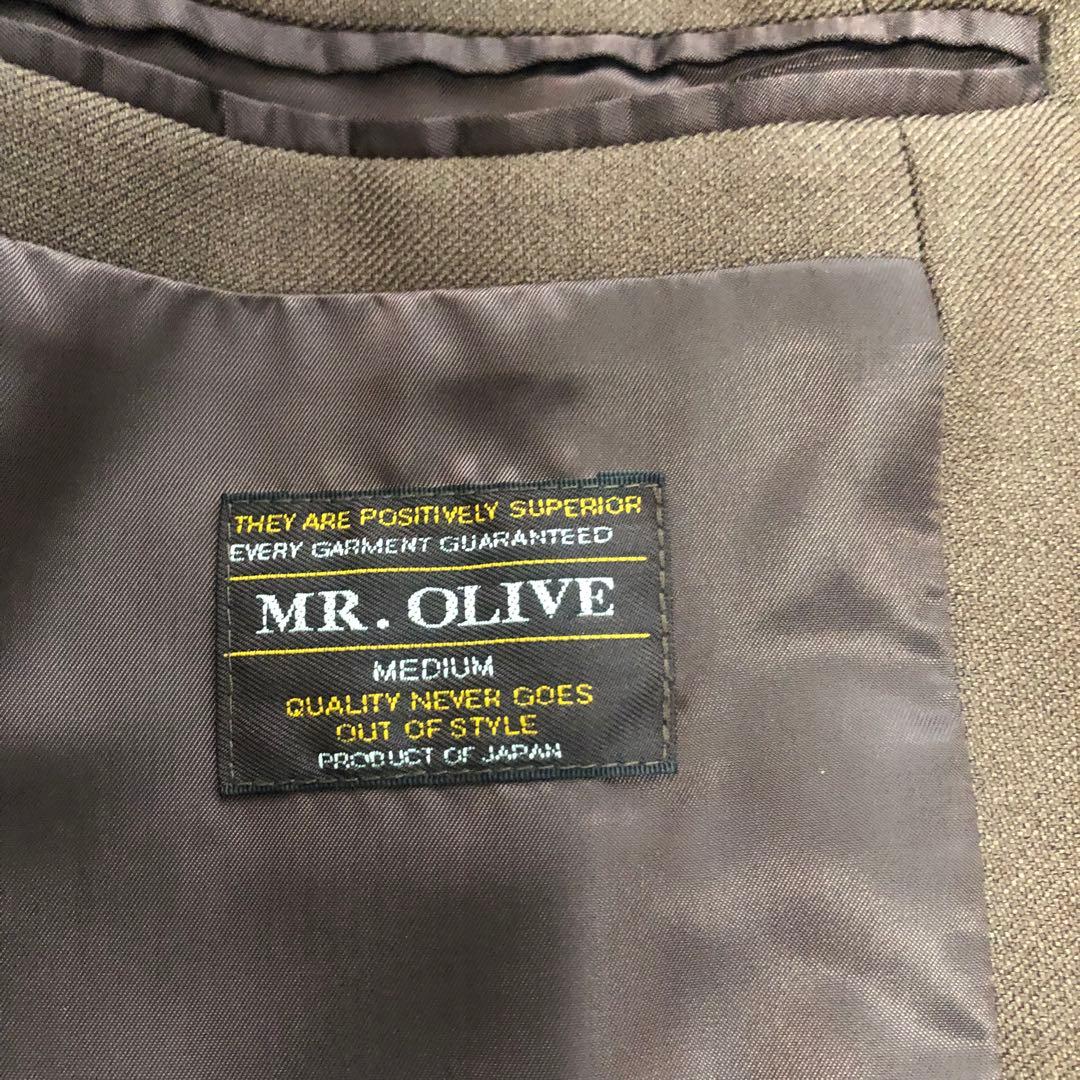 THEY ARE POSITIVELY SUPERIOR
EVERY GARMENT GUARANTEED
MR. OLIVE
MEDIUM
QUALITY NEVER GOES
OUT OF STYLE
PRODUCT OF JAPAN